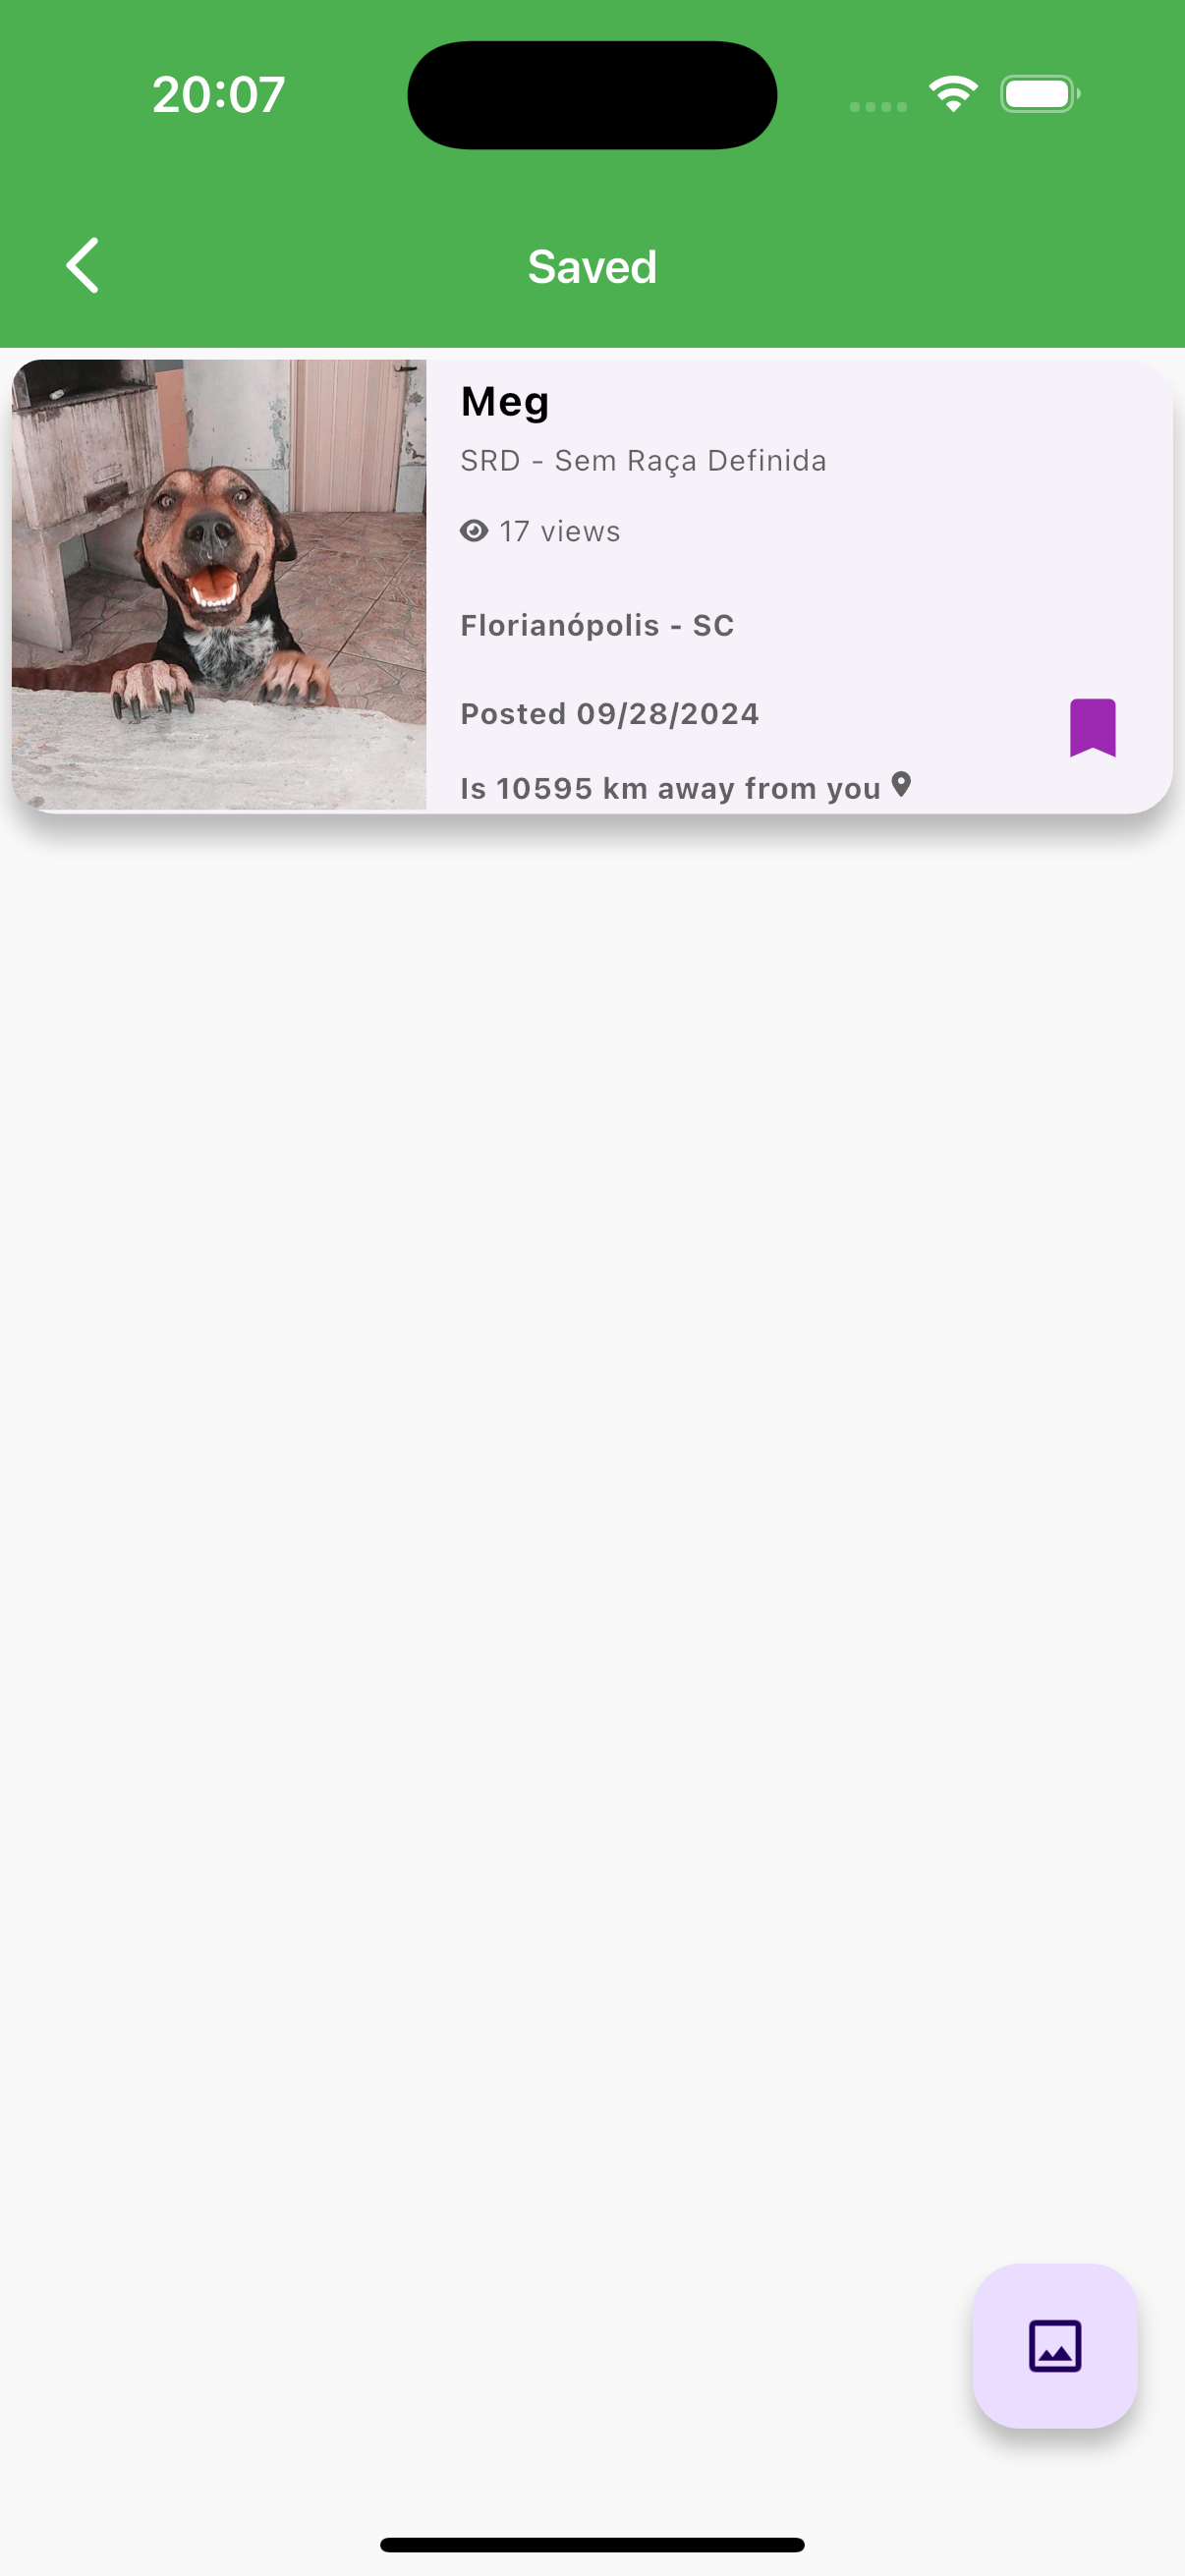 20:07
Saved
Meg
SRD - Sem Raça Definida
17 views
Florianópolis - SC
Posted 09/28/2024
Is 10595 km away from you